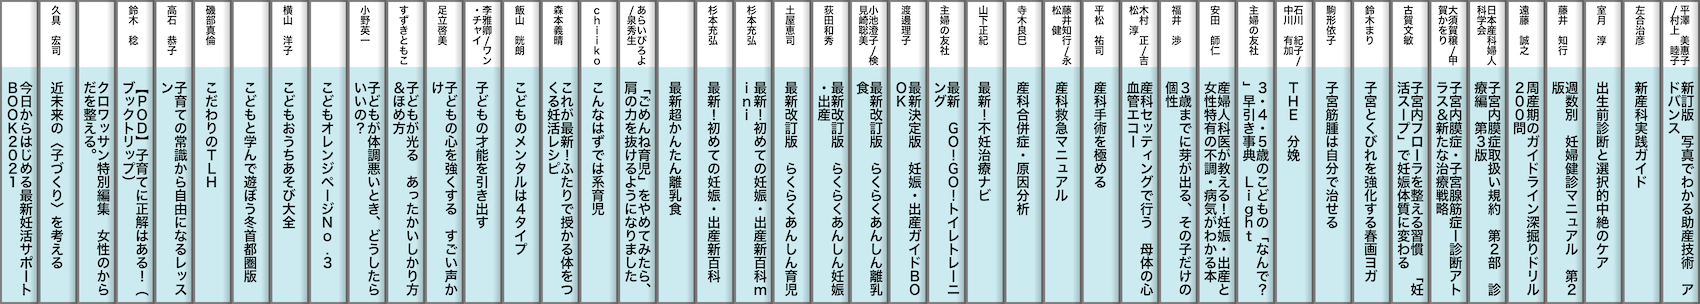 平澤　美恵子
/村上　睦子
新訂版　写真でわかる助産技術　ア
ドバンス
左合治彦
新産科実践ガイド
室月　淳
出生前診断と選択的中絶のケア
藤井　知行
週数別　妊婦健診マニュアル　第2
版
遠藤　誠之
周産期のガイドライン深掘りドリル
200問
日本産科婦人
科学会
子宮内膜症取扱い規約　第2部　診
療編　第3版
大須賀穣/甲
賀かをり
子宮内膜症・子宮腺筋症ー診断アト
ラス&新たな治療戦略
古賀文敏
子宮内フローラを整える習慣　「妊
活スープ」で妊娠体質に変わる
鈴木まり
子宮とくびれを強化する春画ヨガ
駒形依子
子宮筋腫は自分で治せる
石川　紀子/
中川　有加
THE　分娩
主婦の友社
3・4・5歳のこどもの「なんで?
」早引き事典　Light
安田　師仁
産婦人科医が教える!妊娠・出産と
女性特有の不調・病気がわかる本
福井　渉
3歳までに芽が出る、その子だけの
個性
木村　正/吉
松　淳
産科セッティングで行う　母体の心
血管エコー
平松　祐司
産科手術を極める
藤井知行/永
松　健
産科救急マニュアル
寺木良巳
産科合併症・原因分析
山下正紀
最新!不妊治療ナビ
主婦の友社
最新　GO!GO!トイレトレーニ
ング
渡邊理子
最新決定版　妊娠・出産ガイドBO
OK
小池澄子/検
見崎聡美
最新改訂版　らくらくあんしん離乳
食
荻田和秀
最新改訂版　らくらくあんしん妊娠
・出産
土屋恵司
最新改訂版　らくらくあんしん育児
杉本充弘
最新!初めての妊娠・出産新百科m
ini
杉本充弘
最新!初めての妊娠・出産新百科
最新超かんたん離乳食
あらいぴろよ
/泉秀生
「ごめんね育児」をやめてみたら、
肩の力を抜けるようになりました
chiiko
こんなはずでは系育児
森本義晴
これが最新!ふたりで授かる体をつ
くる妊活レシピ
飯山　晄朗
こどものメンタルは4タイプ
李雅卿/ワン
・チャイ
子どもの才能を引き出す
足立啓美
子どもの心を強くする　すごい声か
け
すずきともこ
子どもが光る　あったかいしかり方
&ほめ方
小野英一
子どもが体調悪いとき、どうしたら
いいの?
こどもオレンジページNo.3
横山　洋子
こどもおうちあそび大全
こどもと学んで遊ぼう冬首都圏版
磯部真倫
こだわりのTLH
高石　恭子
子育ての常識から自由になるレッス
ン
鈴木　稔
【POD】子育てに正解はある!(
ブックトリップ)
クロワッサン特別編集　女性のから
だを整える。
久具　宏司
近未来の〈子づくり〉を考える
今日からはじめる最新妊活サポート
BOOK2021